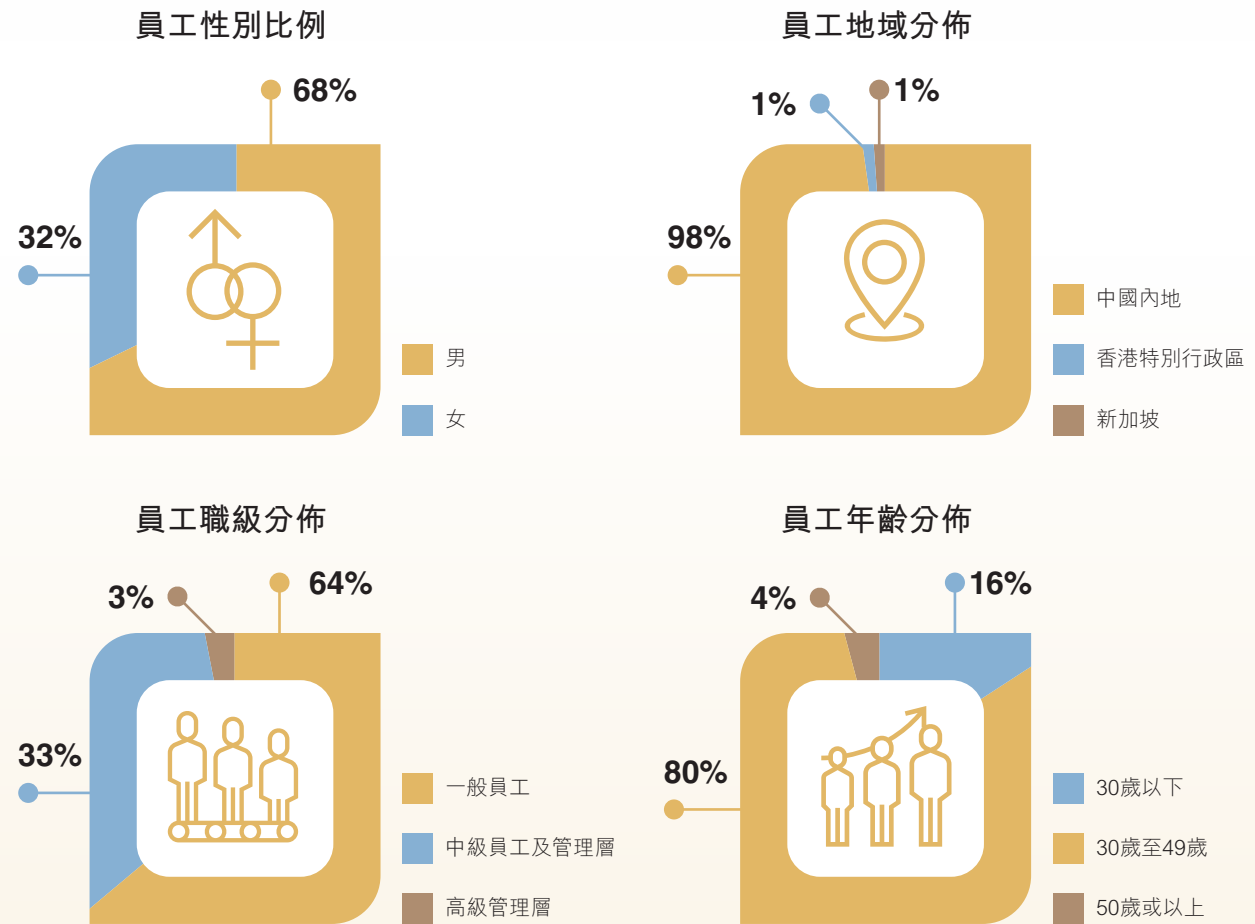 員工性別比例
68%
32%
男
女
員工地域分佈
1%
1%
98%
中國內地
香港特別行政區
新加坡
員工職級分佈
3%
64%
33%
一般員工
中級員工及管理層
高級管理層
員工年齡分佈
4%
16%
80%
30歲以下
30歲至49歲
50歲或以上